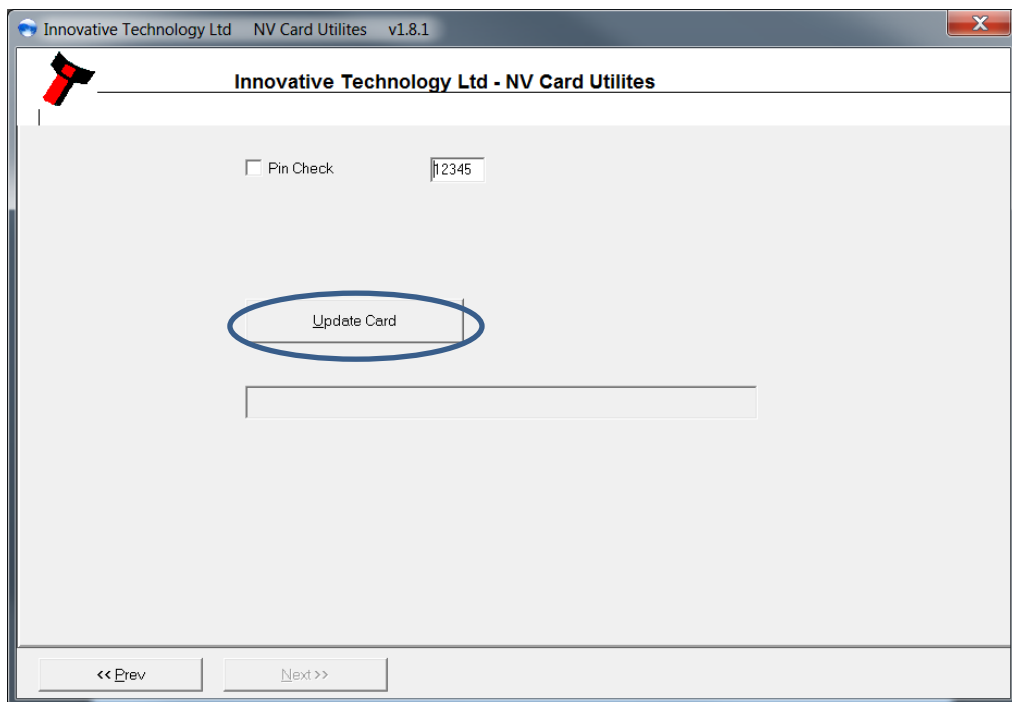 Innovative Technology Ltd NV Card Utilites v1.8.1
Innovative Technology Ltd - NV Card Utilites
Pin Check 12345
Update Card
<< Prev Next >>